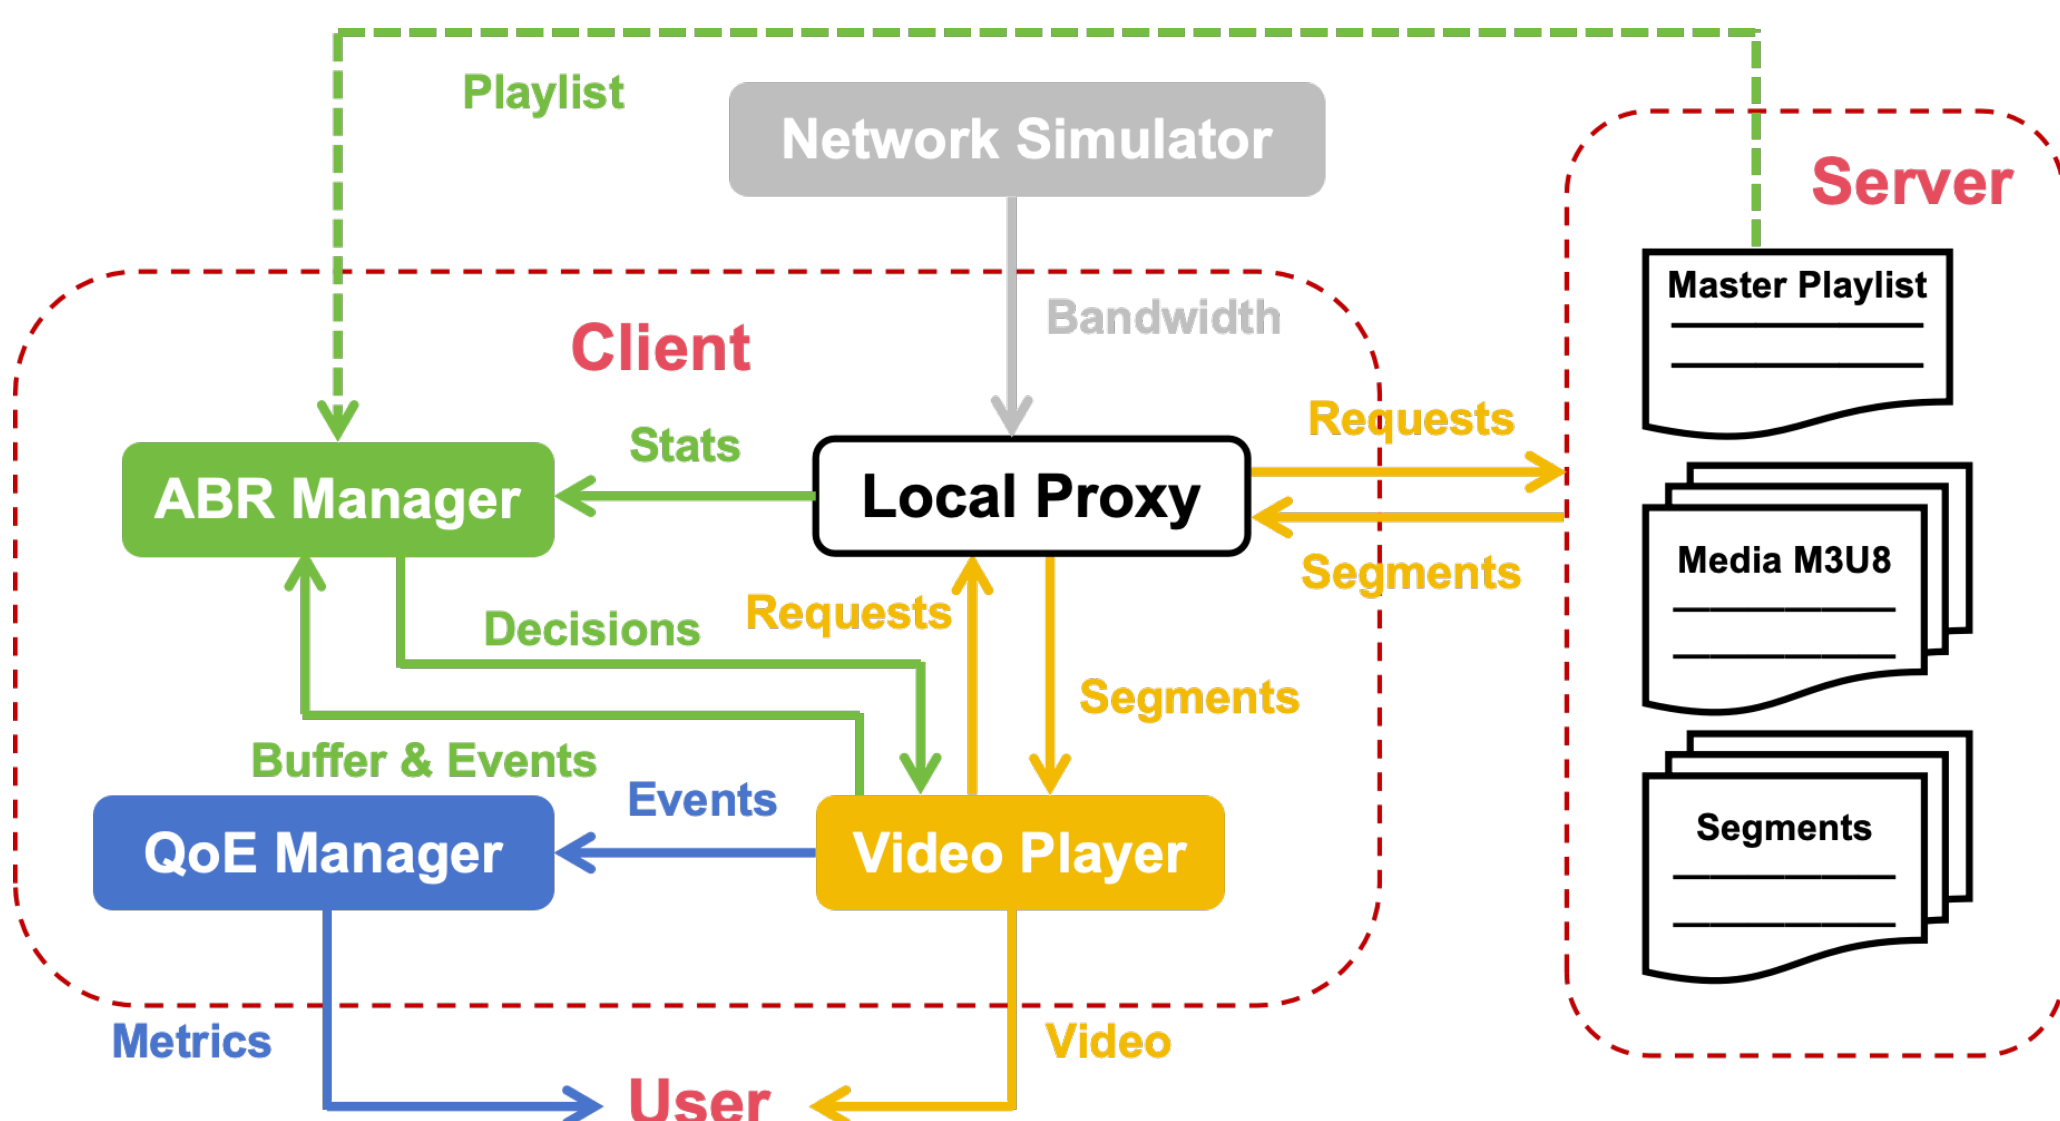 Playlist
Network Simulator
Server
Master Playlist
Client
Bandwidth
Requests
Stats
ABR Manager
Local Proxy
Segments
Media M3U8
Decisions
Requests
Segments
Buffer & Events
Events
QoE Manager
Video Player
Segments
Metrics
Video
User